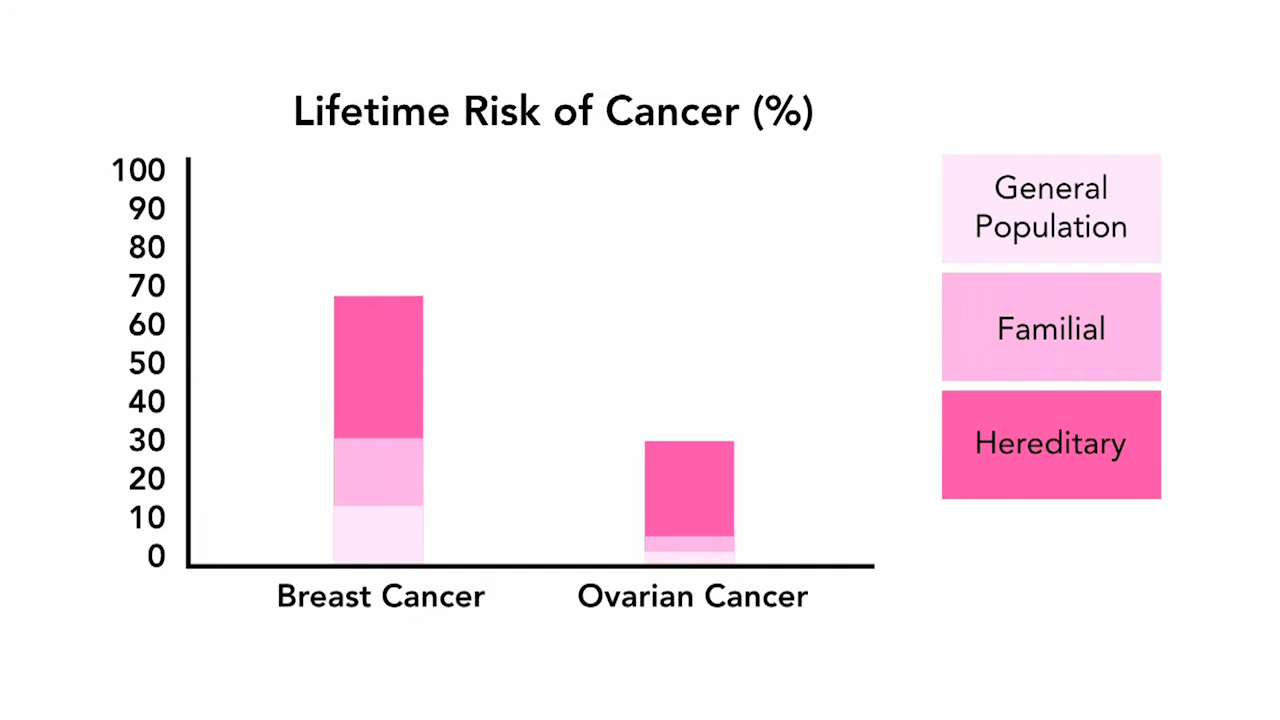 Lifetime Risk of Cancer (%)
100
90
80
70
60
50
40
30
20
10
0
Breast Cancer
Ovarian Cancer
General
Population
Familial
Hereditary